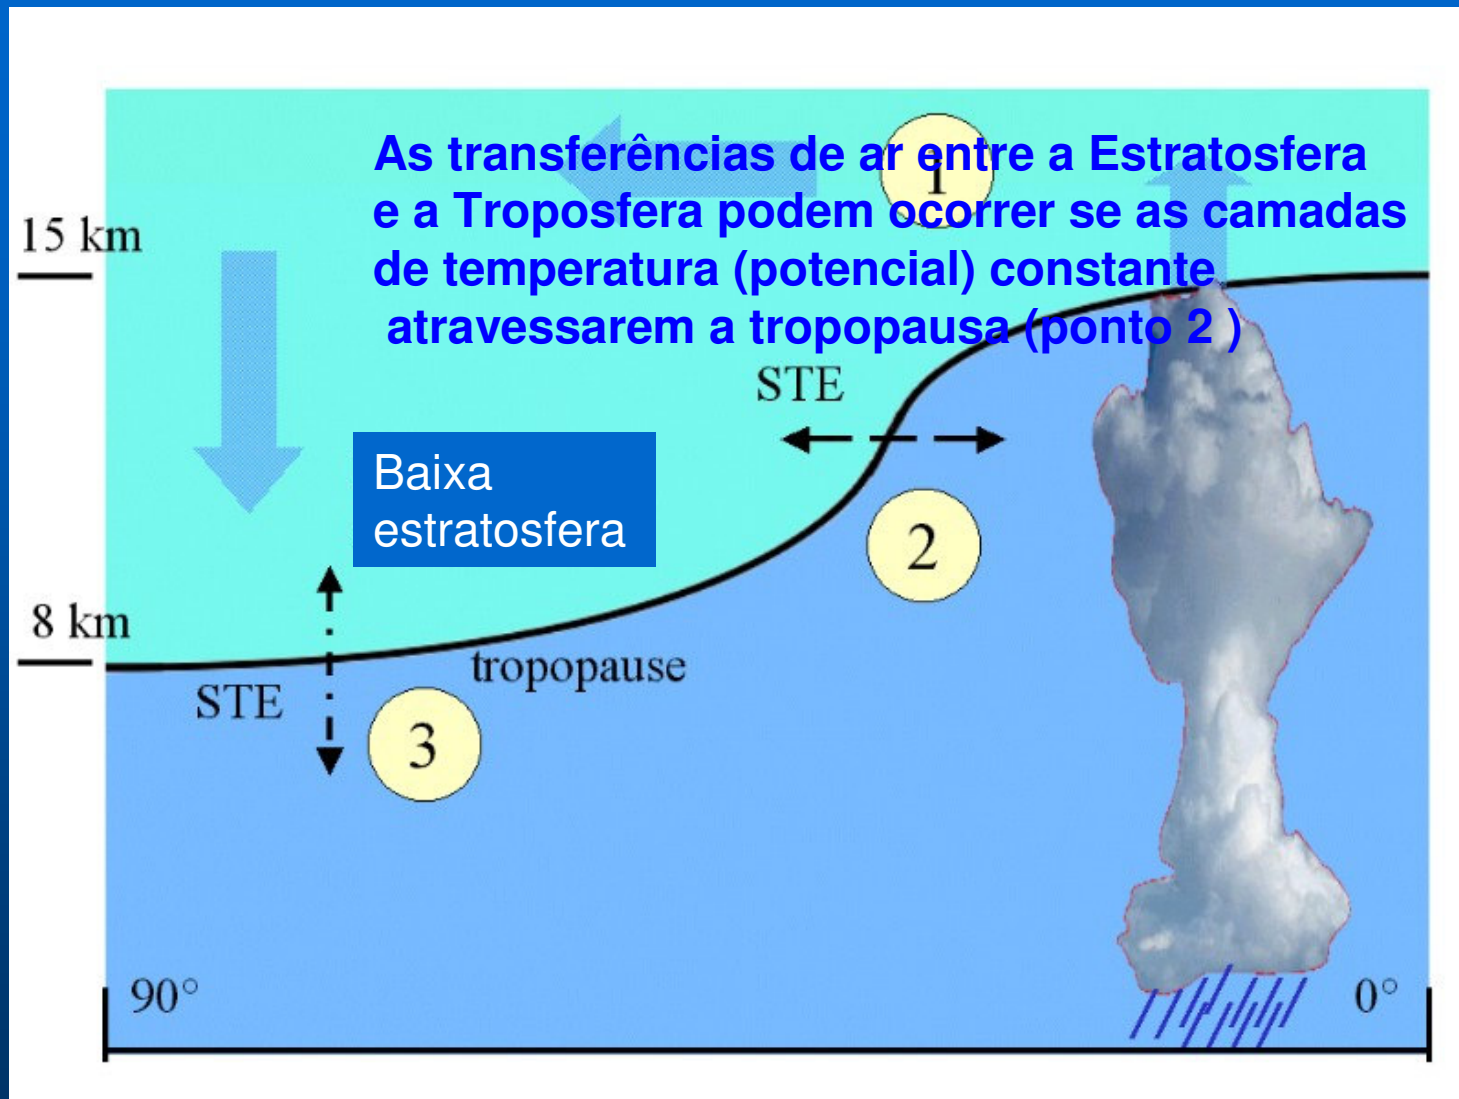 As transferências de ar entre a Estratosfera
e a Troposfera podem ocorrer se as camadas
de temperatura (potencial) constante
atravessarem a tropopausa (ponto 2 )
1
15 km
STE
Baixa
estratosfera
2
8 km
tropopause
STE
3
90°
0°